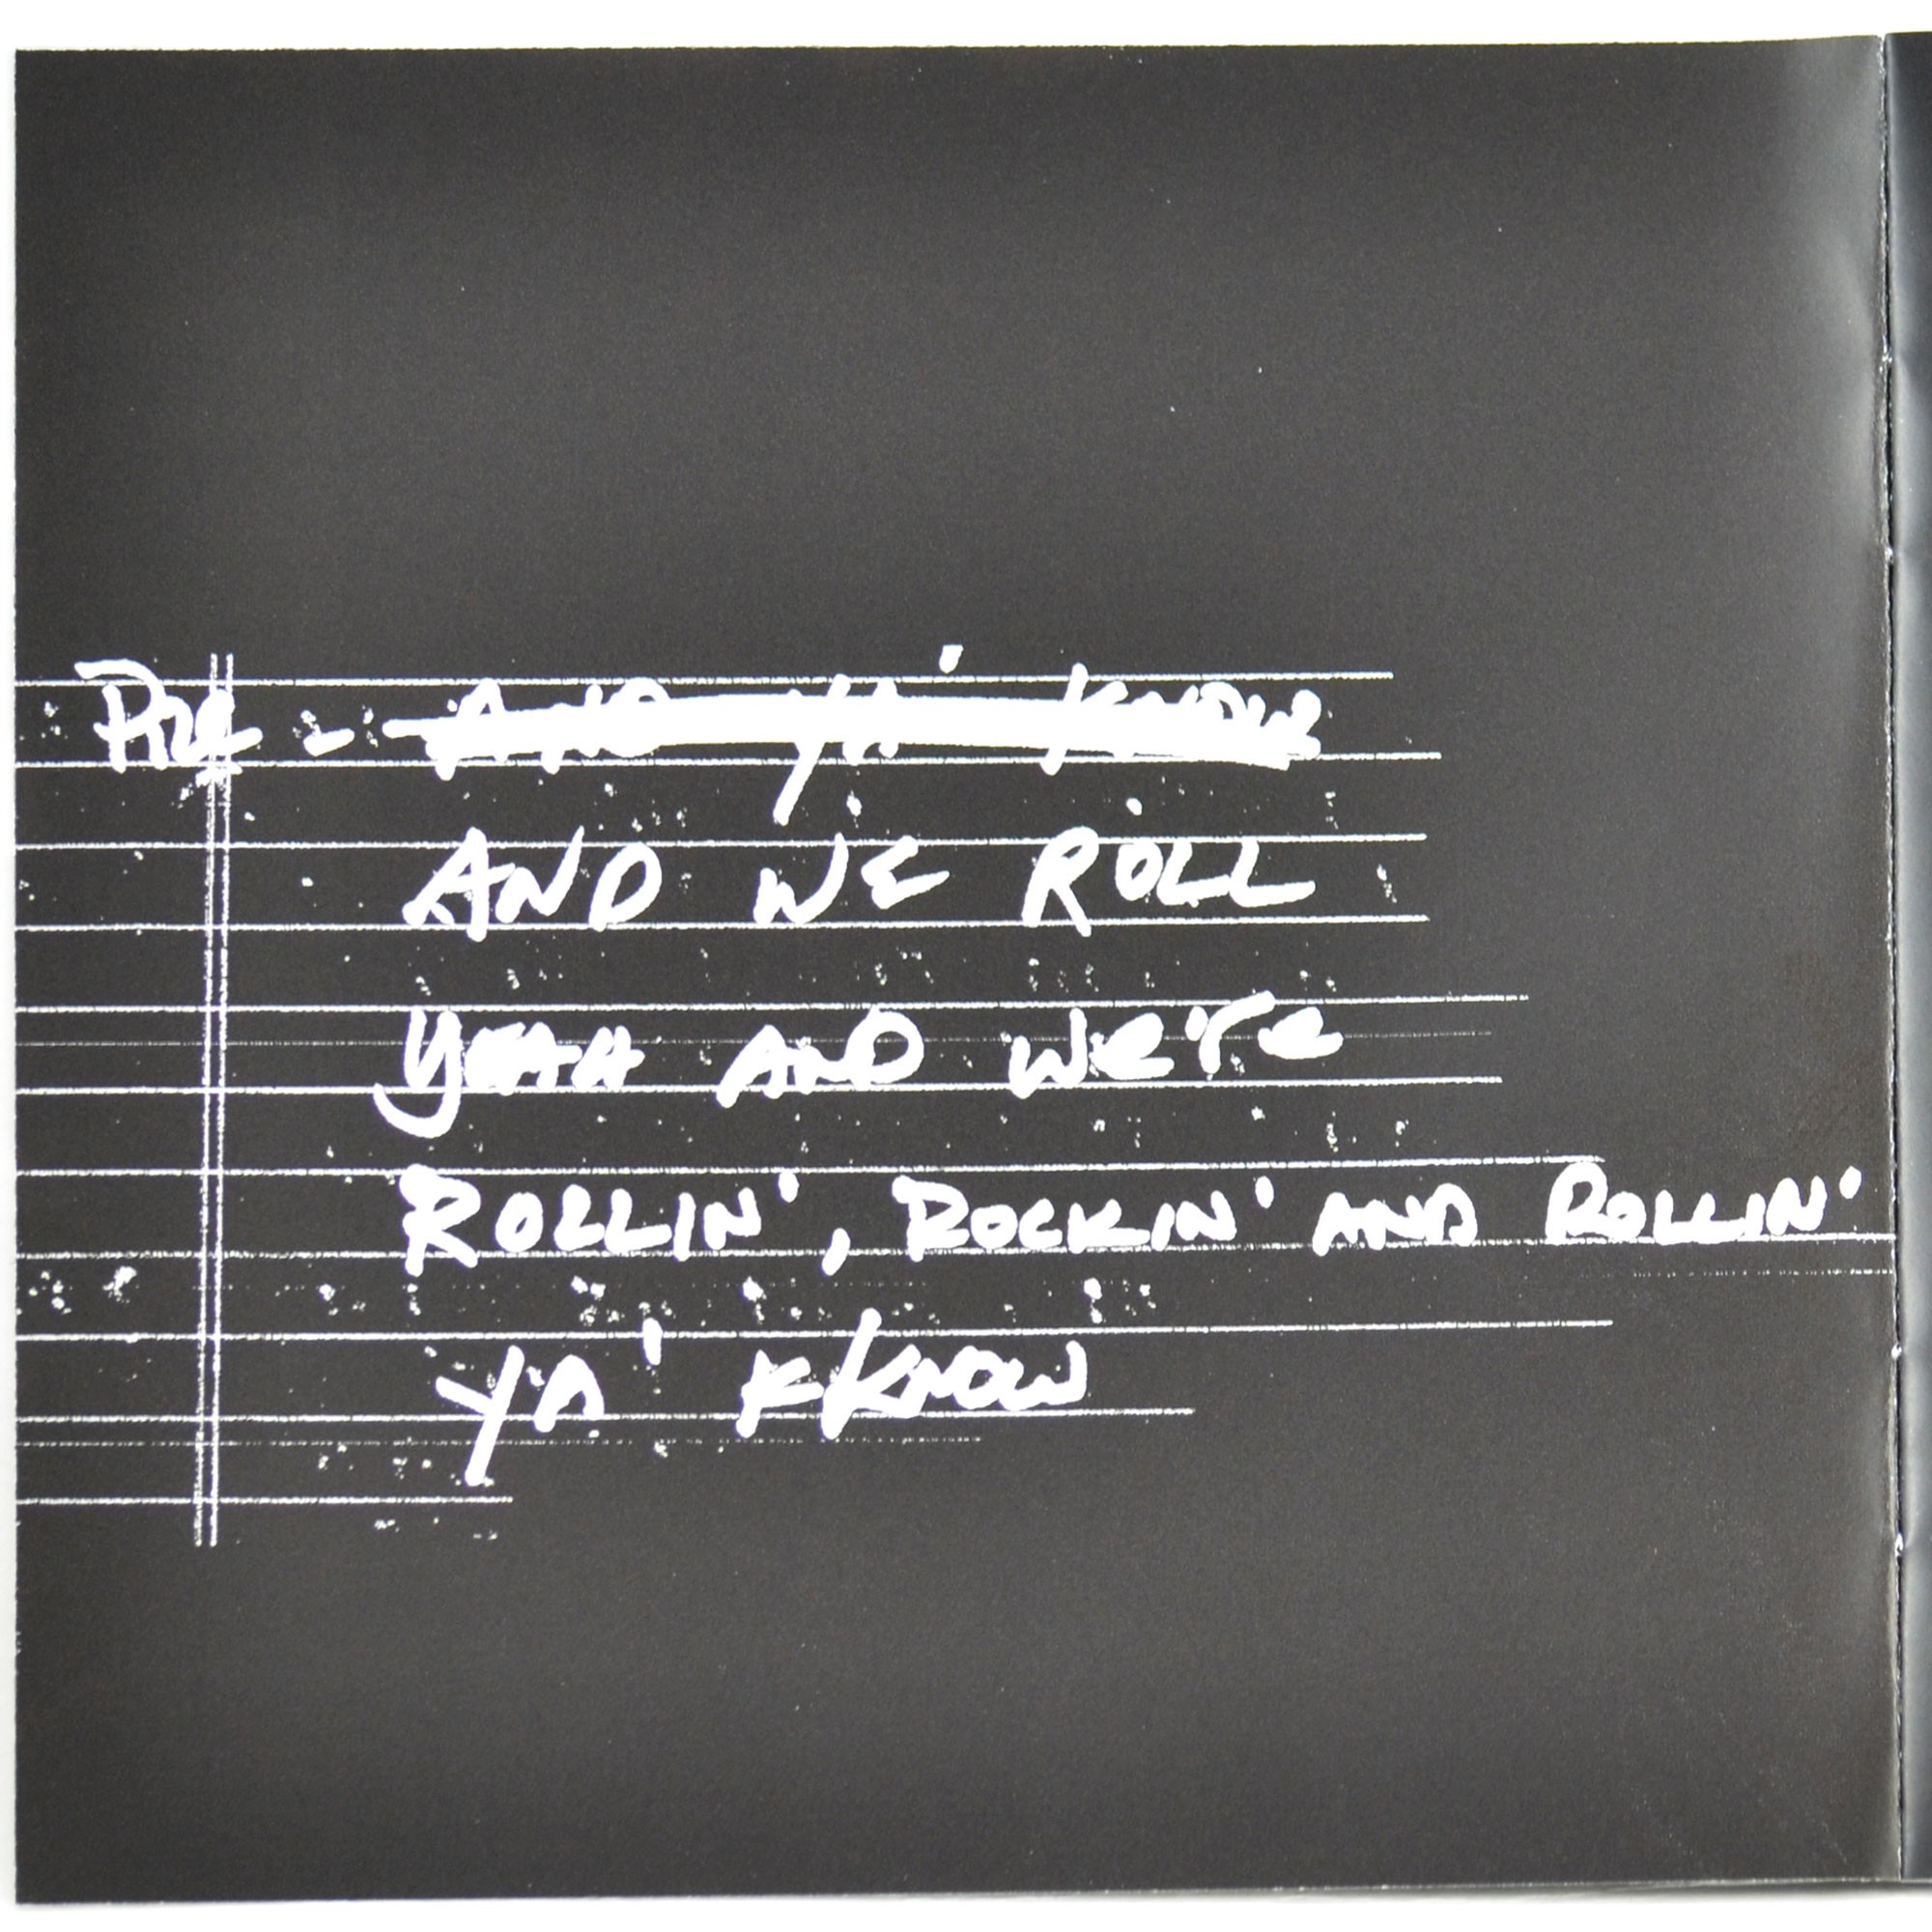 Pre - AND YA' KNOW
AND WE ROLL
YEAH AND We're
ROLLIN', ROCKIN' AND ROLLIN'
YA' K KNOW